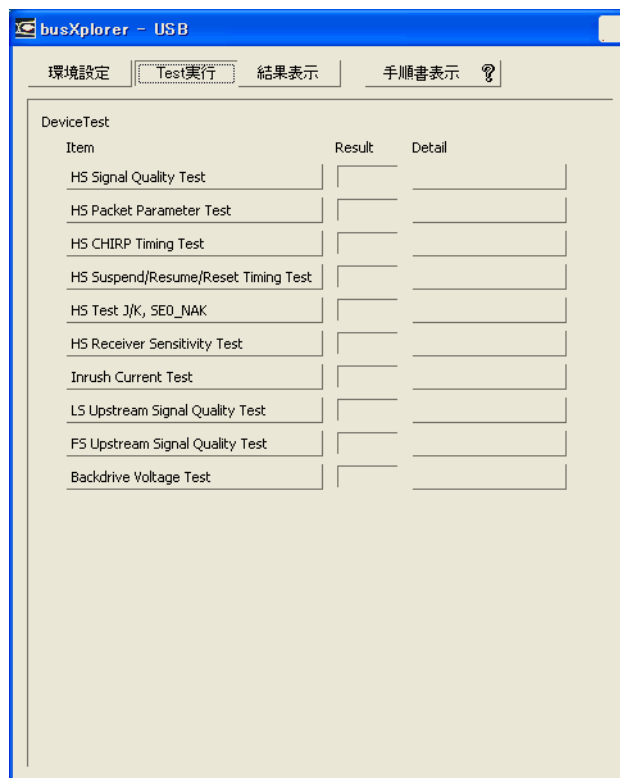 busXplorer - USB
環境設定 Test実行 結果表示 手順書表示 ?
DeviceTest
Item Result Detail
HS Signal Quality Test
HS Packet Parameter Test
HS CHIRP Timing Test
HS Suspend/Resume/Reset Timing Test
HS Test J/K, SE0_NAK
HS Receiver Sensitivity Test
Inrush Current Test
LS Upstream Signal Quality Test
FS Upstream Signal Quality Test
Backdrive Voltage Test